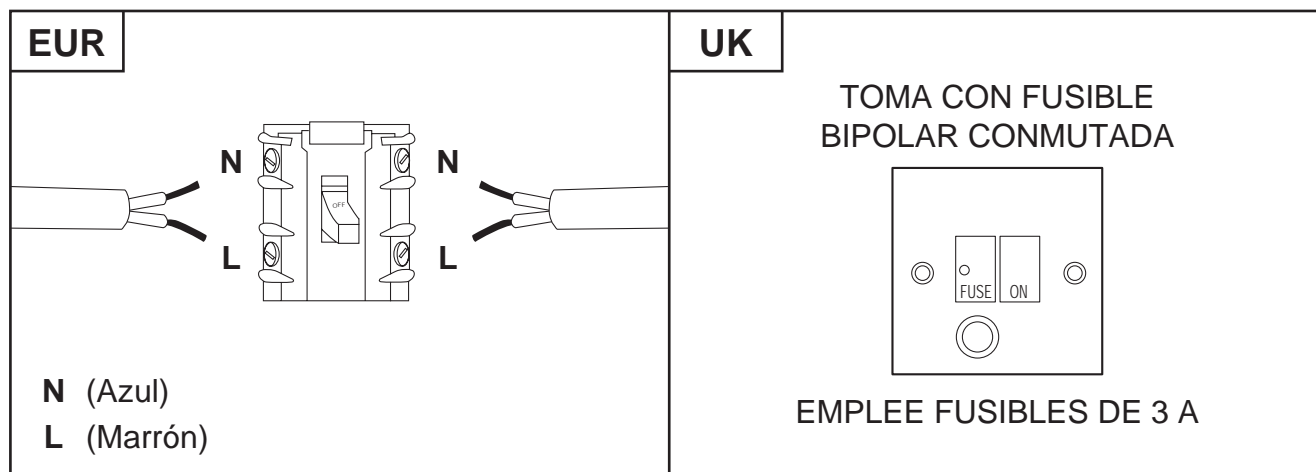 EUR
N
N
OFF
L
L
N (Azul)
L (Marrón)
UK
TOMA CON FUSIBLE
BIPOLAR CONMUTADA
FUSE ON
EMPLEE FUSIBLES DE 3 A